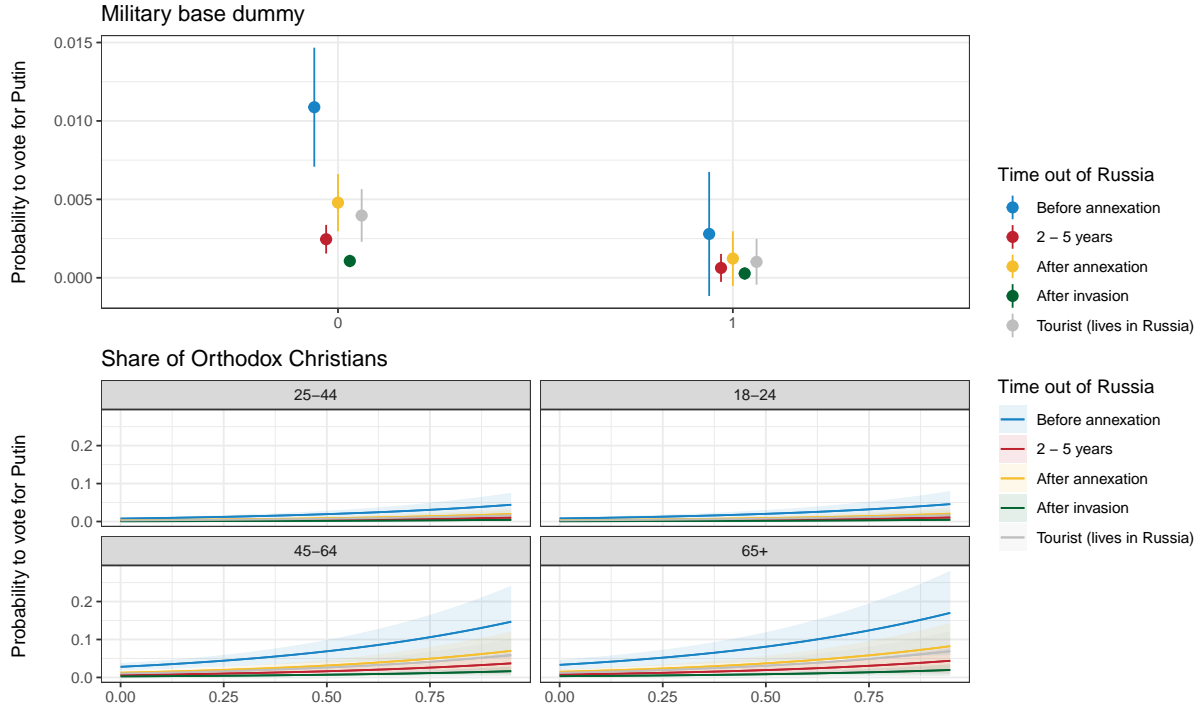 Military base dummy
Probability to vote for Putin
0.015
0.010
0.005
0.000
0
1
Time out of Russia
Before annexation
2 − 5 years
After annexation
After invasion
Tourist (lives in Russia)
Share of Orthodox Christians
Probability to vote for Putin
25−44
18−24
0.2
0.1
0.0
45−64
65+
0.2
0.1
0.0
0.00
0.25
0.50
0.75
0.00
0.25
0.50
0.75
Time out of Russia
Before annexation
2 − 5 years
After annexation
After invasion
Tourist (lives in Russia)